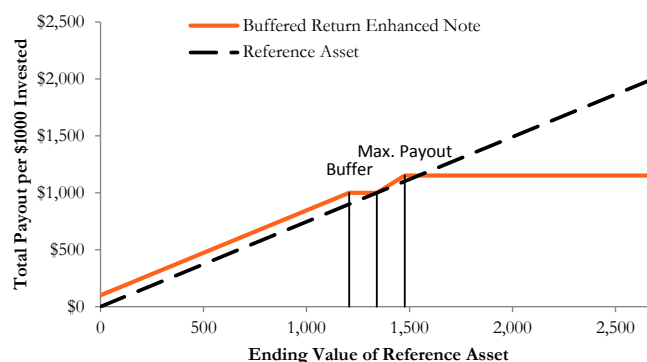 $2,500
Buffered Return Enhanced Note
Reference Asset
$2,000
$1,500
Max. Payout
Buffer
$1,000
$500
$0
Total Payout per $1000 Invested
0
500
1,000
1,500
2,000
2,500
Ending Value of Reference Asset